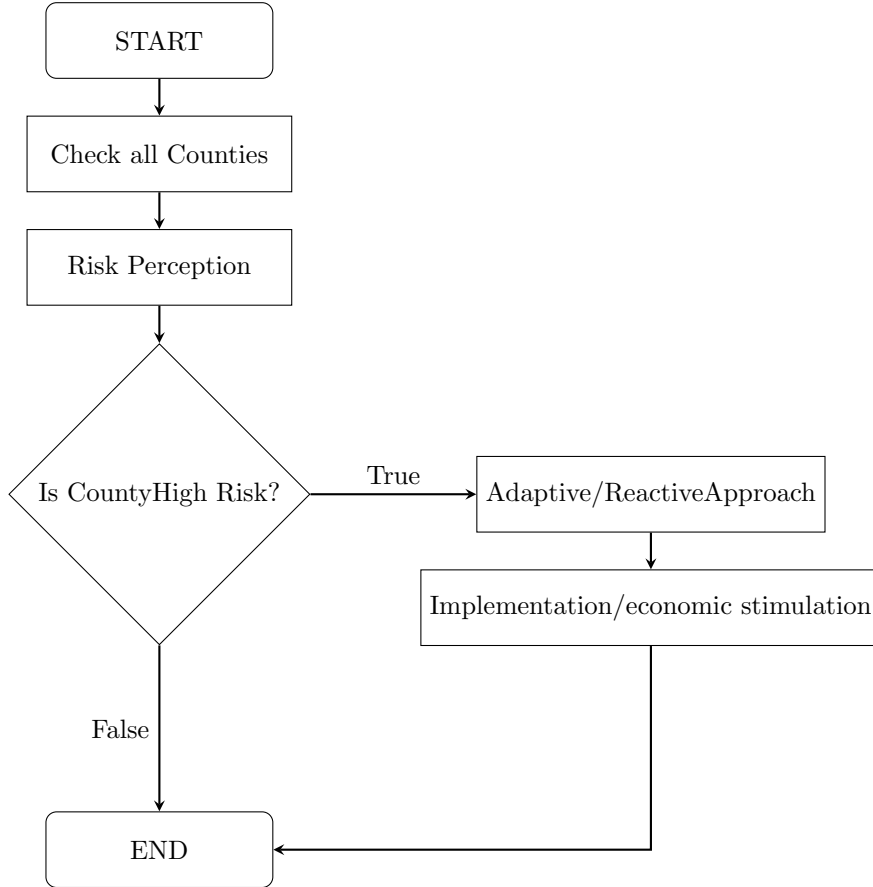 START
Check all Counties
Risk Perception
Is CountyHigh Risk?
True
Adaptive/ReactiveApproach
Implementation/economic stimulation
False
END